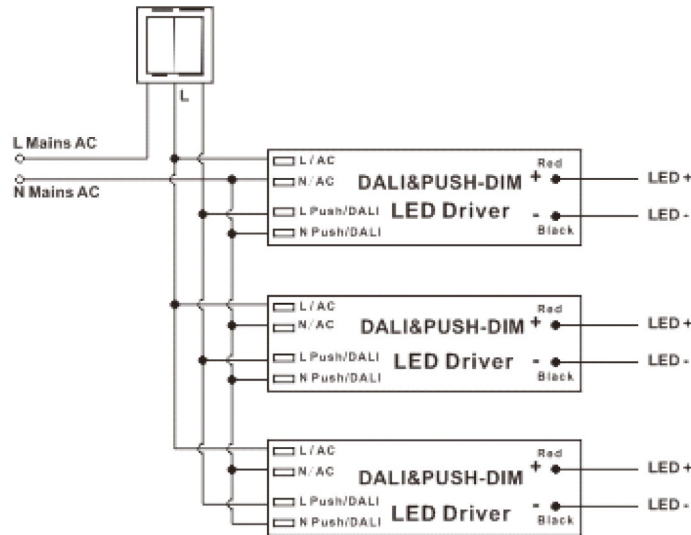 L
L Mains AC
N Mains AC
L/AC
N/AC
L Push/DALI
N Push/DALI
DALI&PUSH-DIM
LED Driver
Red
+
-
Black
LED +
LED -
L/AC
N/AC
L Push/DALI
N Push/DALI
DALI&PUSH-DIM
LED Driver
Red
+
-
Black
LED +
LED -
L/AC
N/AC
L Push/DALI
N Push/DALI
DALI&PUSH-DIM
LED Driver
Red
+
-
Black
LED +
LED -